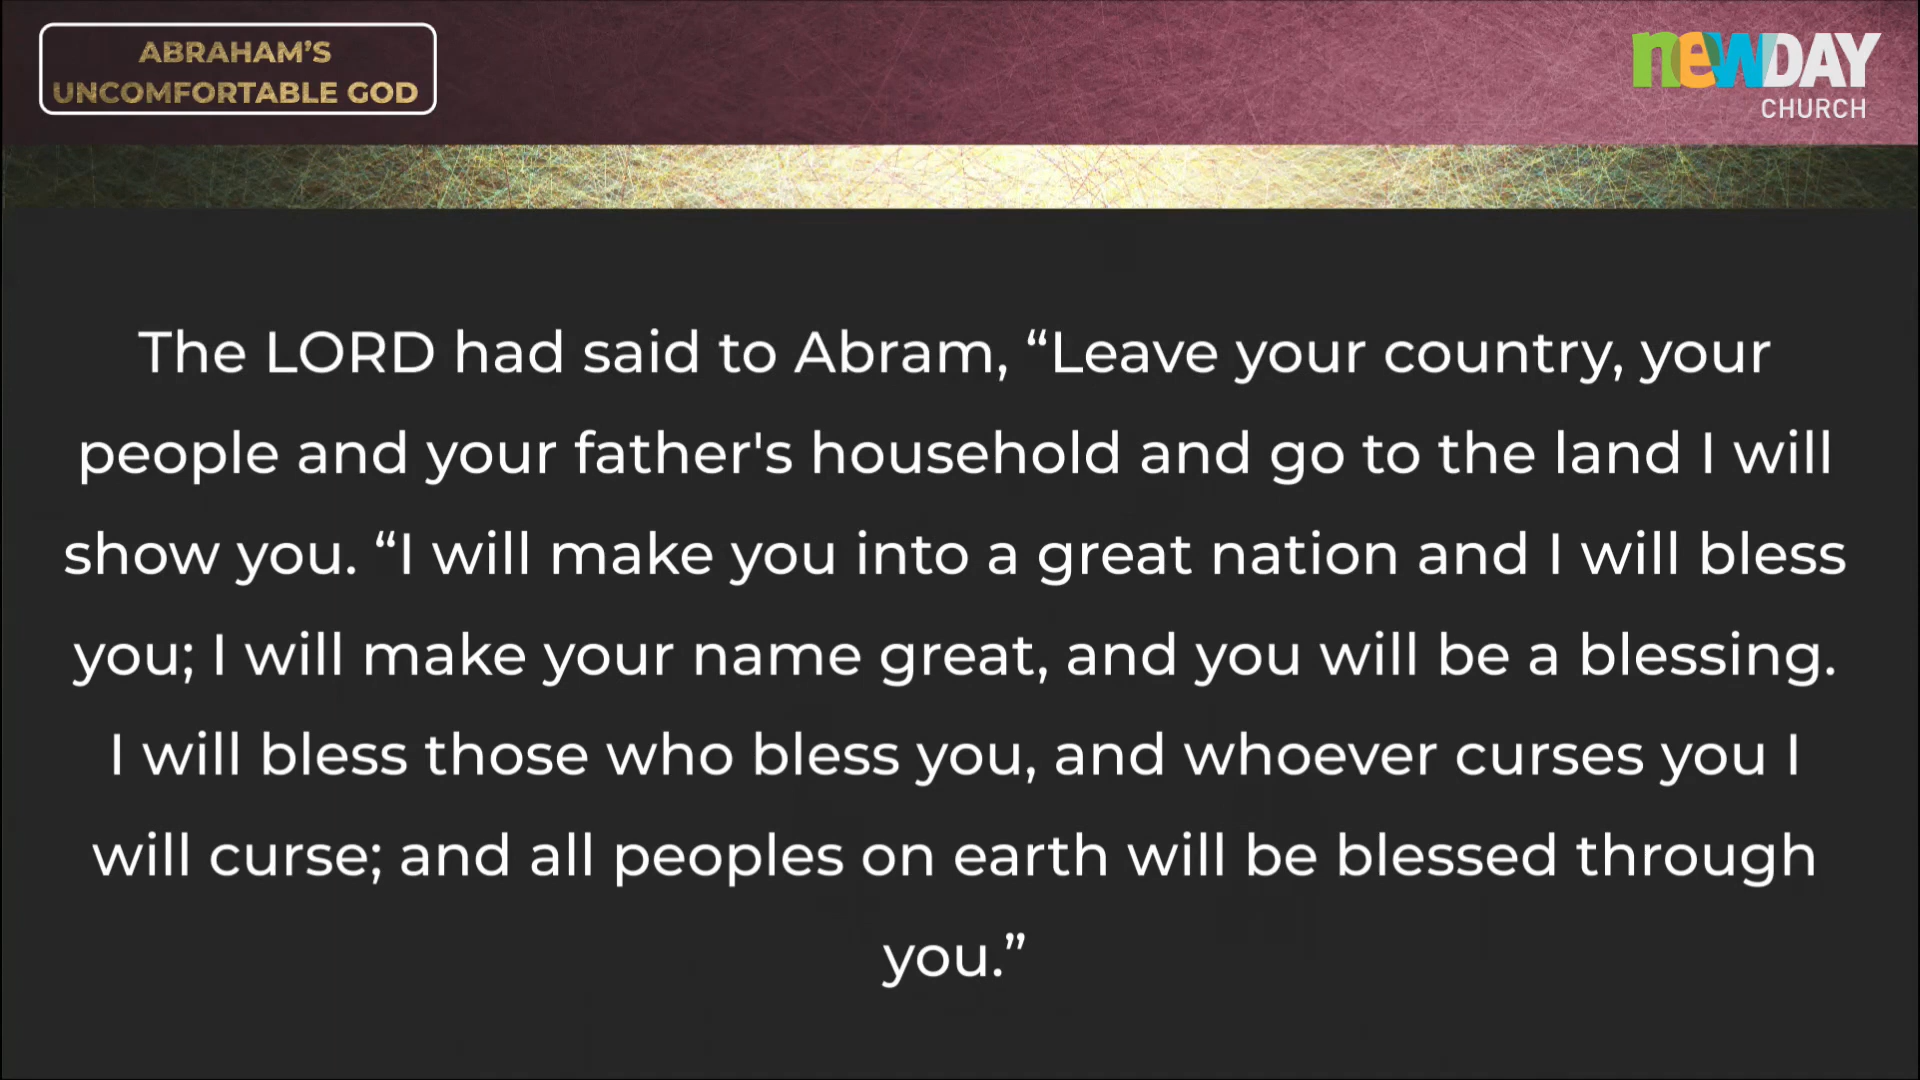 ABRAHAM’S
UNCOMFORTABLE GOD
newDAY
CHURCH
The LORD had said to Abram, “Leave your country, your
people and your father's household and go to the land I will
show you. “I will make you into a great nation and I will bless
you; I will make your name great, and you will be a blessing.
I will bless those who bless you, and whoever curses you I
will curse; and all peoples on earth will be blessed through
you.”